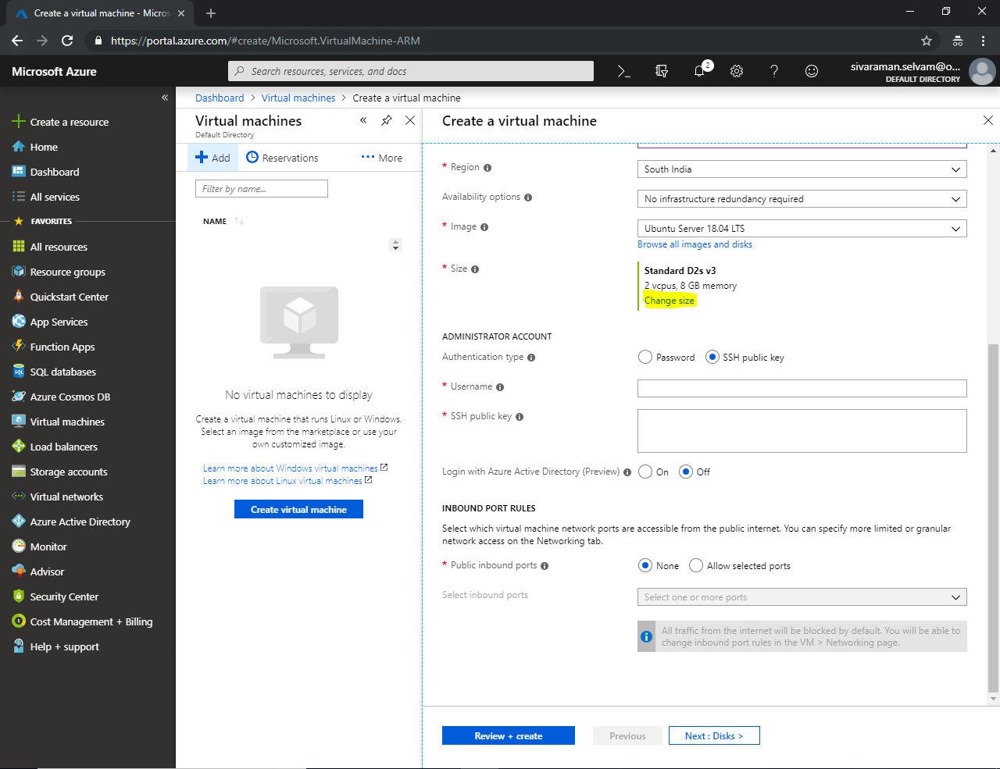 Create a virtual machine - Micros
https://portal.azure.com/#create/Microsoft.VirtualMachine-ARM
Microsoft Azure
Search resources, services, and docs
2
sivaraman.selvam@o...
DEFAULT DIRECTORY
Create a resource
Home
Dashboard
All services
FAVORITES
All resources
Resource groups
Quickstart Center
App Services
Function Apps
SQL
SQL databases
Azure Cosmos DB
Virtual machines
Load balancers
Storage accounts
Virtual networks
Azure Active Directory
Monitor
Advisor
Security Center
Cost Management + Billing
Help + support
Dashboard > Virtual machines > Create a virtual machine
Virtual machines
Default Directory
Add
Reservations
More
Filter by name...
NAME
No virtual machines to display
Create a virtual machine that runs Linux or Windows.
Select an image from the marketplace or use your
own customized image.
Learn more about Windows virtual machines
Learn more about Linux virtual machines
Create virtual machine
Create a virtual machine
* Region
South India
Availability options
No infrastructure redundancy required
* Image
Ubuntu Server 18.04 LTS
Browse all images and disks
* Size
Standard D2s v3
2 vcpus, 8 GB memory
Change size
ADMINISTRATOR ACCOUNT
Authentication type
Password
SSH public key
* Username
* SSH public key
Login with Azure Active Directory (Preview)
On
Off
INBOUND PORT RULES
Select which virtual machine network ports are accessible from the public internet. You can specify more limited or granular
network access on the Networking tab.
* Public inbound ports
None
Allow selected ports
Select inbound ports
Select one or more ports
All traffic from the internet will be blocked by default. You will be able to
change inbound port rules in the VM > Networking page.
Review + create
Previous
Next : Disks >